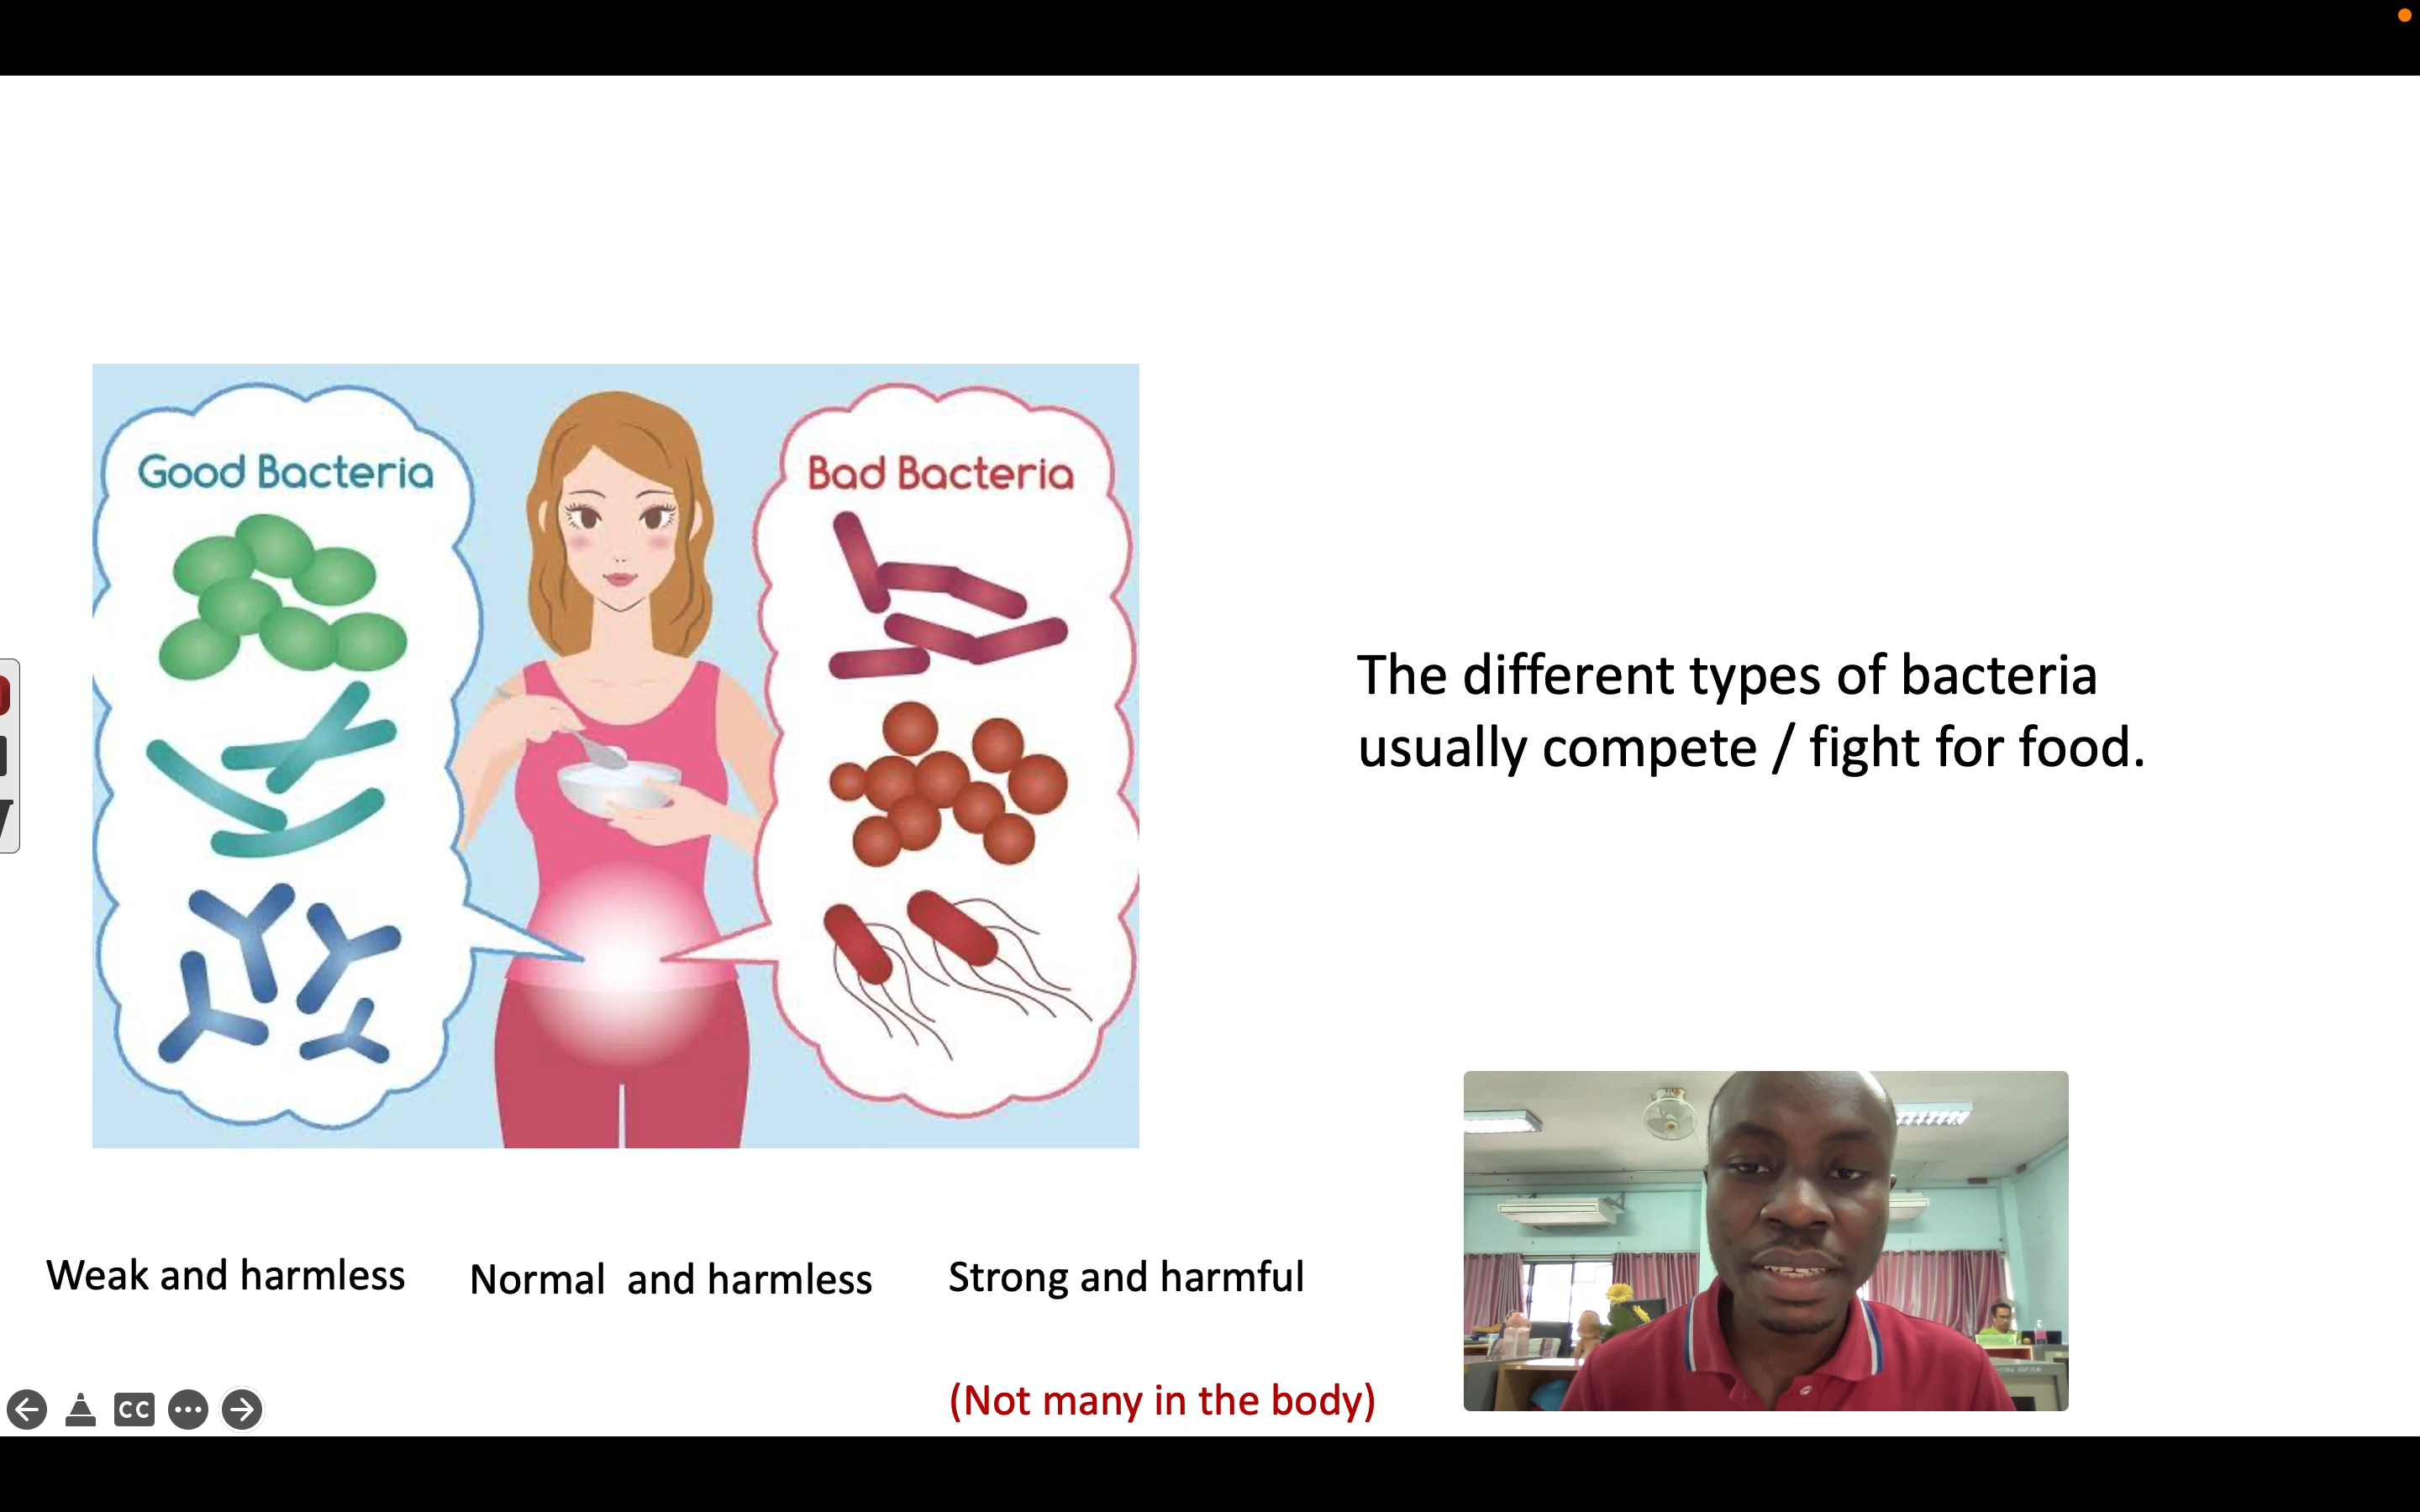 Good Bacteria
Bad Bacteria
The different types of bacteria
usually compete / fight for food.
Weak and harmless
Normal and harmless
Strong and harmful
(Not many in the body)
CC